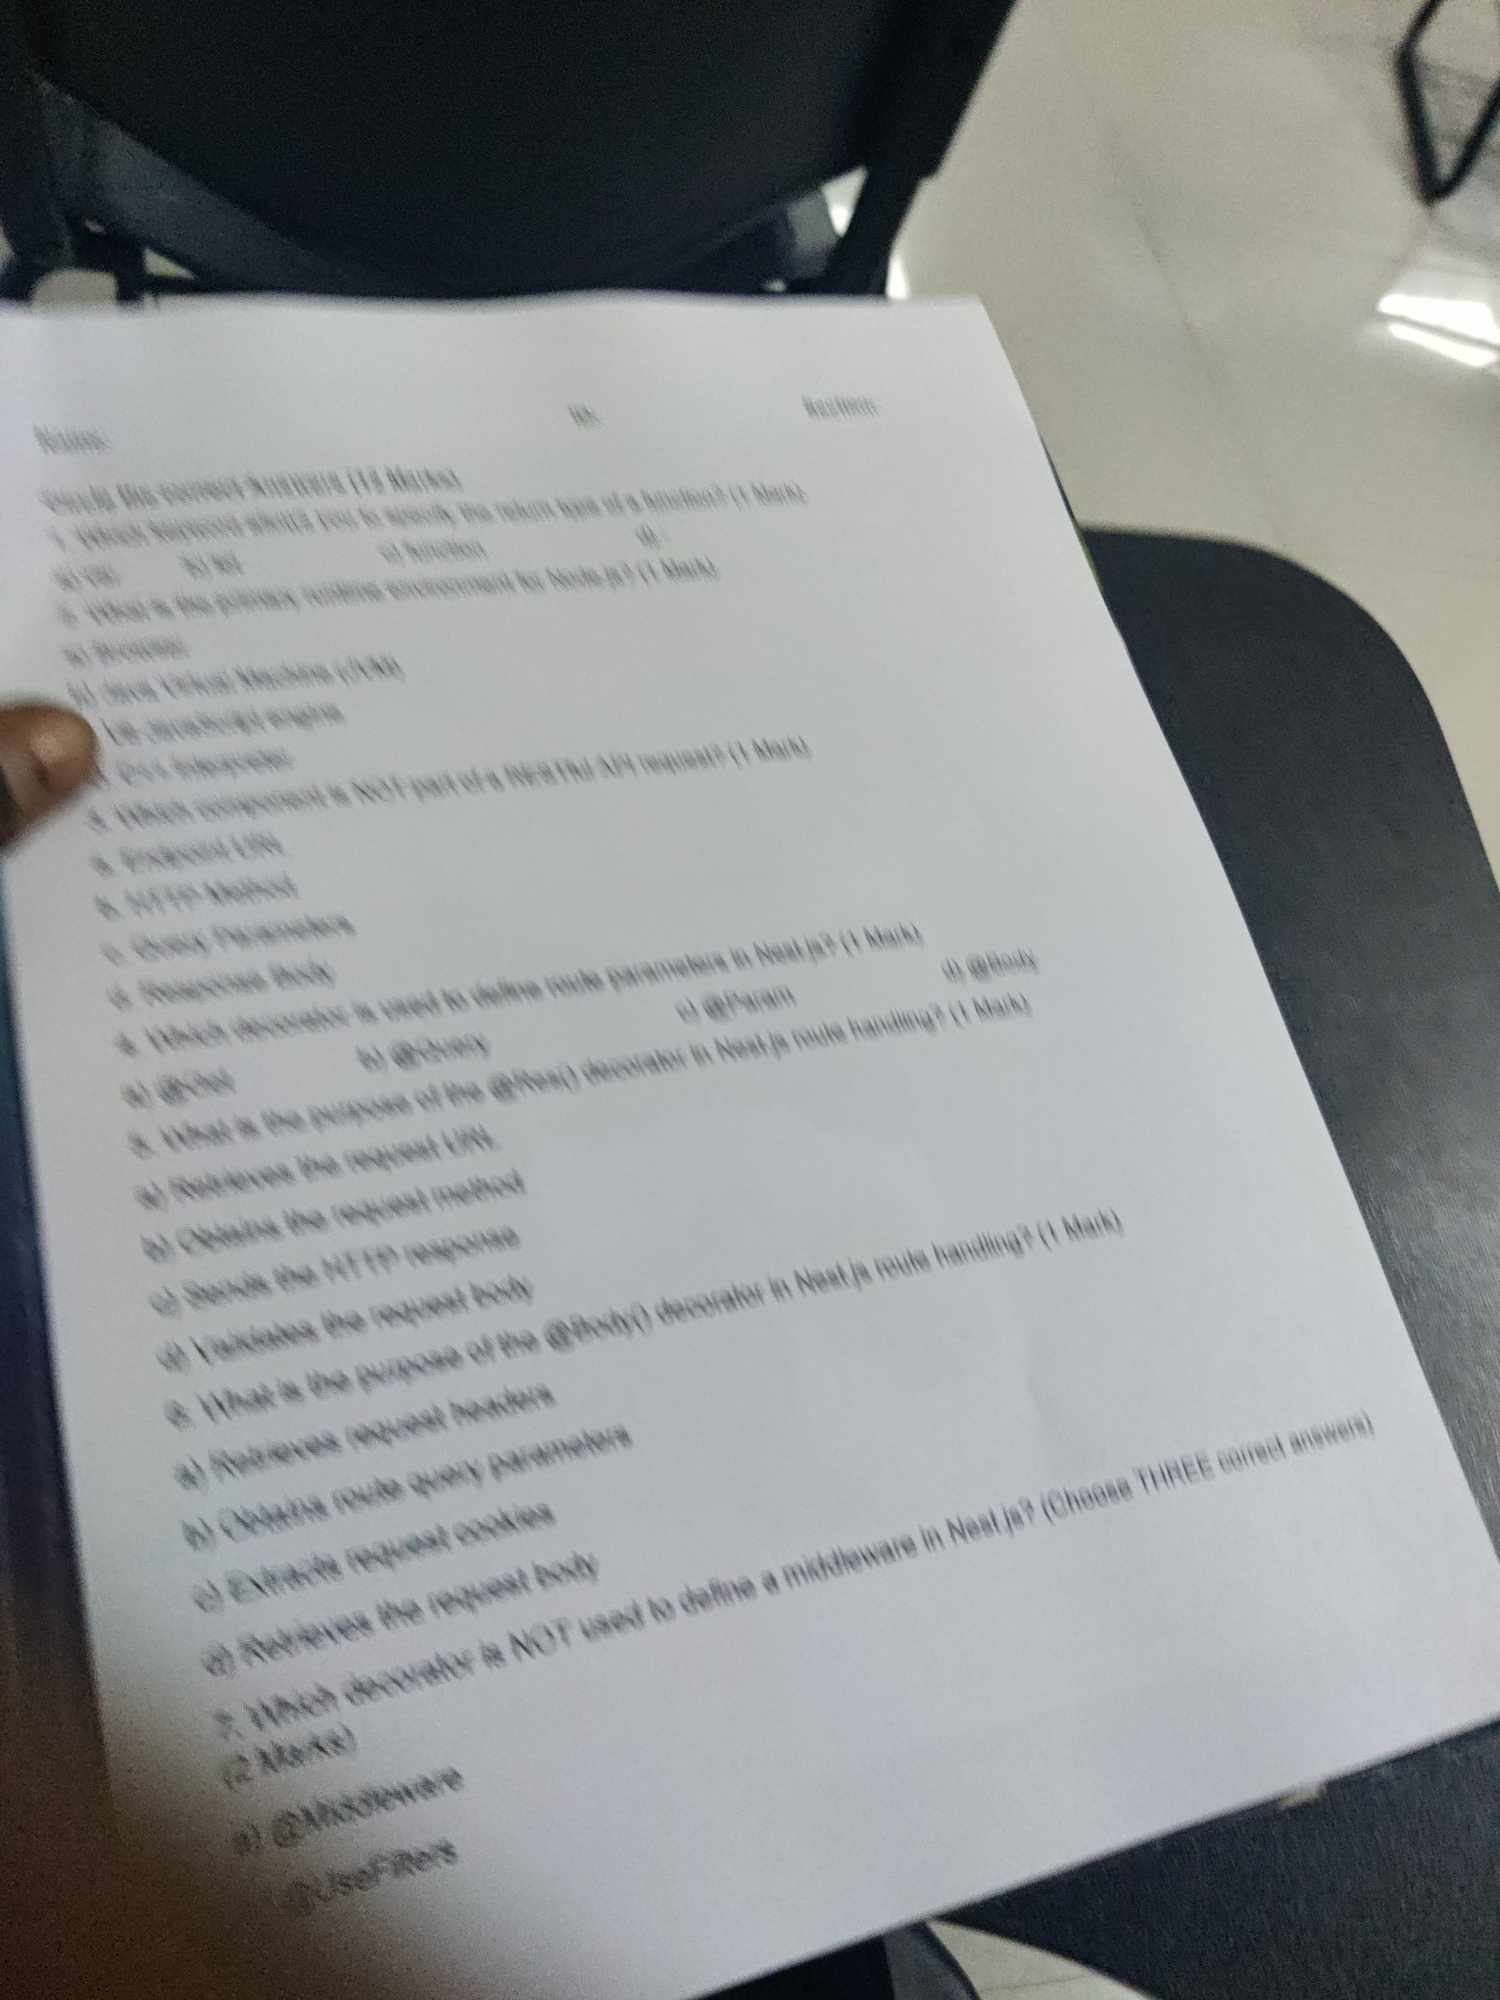 Name: ID: Section:
Circle the correct Answers (15 Marks)
1. Which keyword should you to specify the return type of a function? (1 Mark)
c) function d) :
2. What is the primary runtime environment for Node.js? (1 Mark)
a) Browser
b) Java Virtual Machine (JVM)
V8 JavaScript engine
C++ Interpreter
3. Which component is NOT part of a RESTful API request? (1 Mark)
a. Endpoint URL
b. HTTP Method
c. Query Parameters
d. Response Body
4. Which decorator is used to define route parameters in Nest.js? (1 Mark)
a) @Get b) @Query c) @Param d) @Body
5. What is the purpose of the @Res() decorator in Nest.js route handling? (1 Mark)
a) Retrieves the request URL
b) Obtains the request method
c) Sends the HTTP response
d) Validates the request body
6. What is the purpose of the @Body() decorator in Nest.js route handling? (1 Mark)
a) Retrieves request headers
b) Obtains route query parameters
c) Extracts request cookies
d) Retrieves the request body
7. Which decorator is NOT used to define a middleware in Nest.js? (Choose THREE correct answers)
(2 Marks)
a) @Middleware
@UseFilters